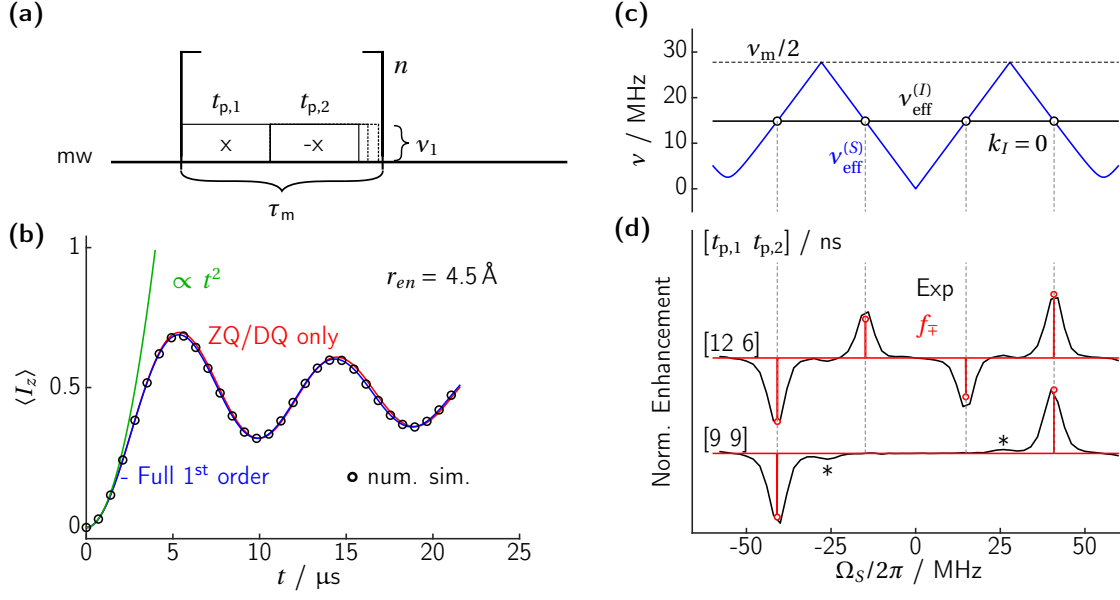 (a)
n
t_p,1 t_p,2
x -x
ν_1
mw
τ_m
(b)
1
0.5
0
⟨I_z⟩
∝ t²
r_en = 4.5 Å
ZQ/DQ only
- Full 1st order
num. sim.
0 5 10 15 20 25
t / μs
(c)
ν_m/2
30
20
10
0
ν / MHz
ν_eff^(I)
ν_eff^(S)
k_I = 0
(d)
[t_p,1 t_p,2] / ns
Exp
f_∓
[12 6]
[9 9]
*
*
Norm. Enhancement
-50 -25 0 25 50
Ω_S/2π / MHz